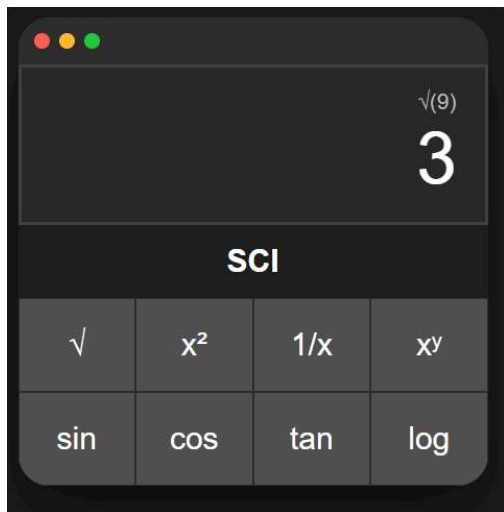 √(9)
3
SCI
√ x² 1/x xʸ
sin cos tan log